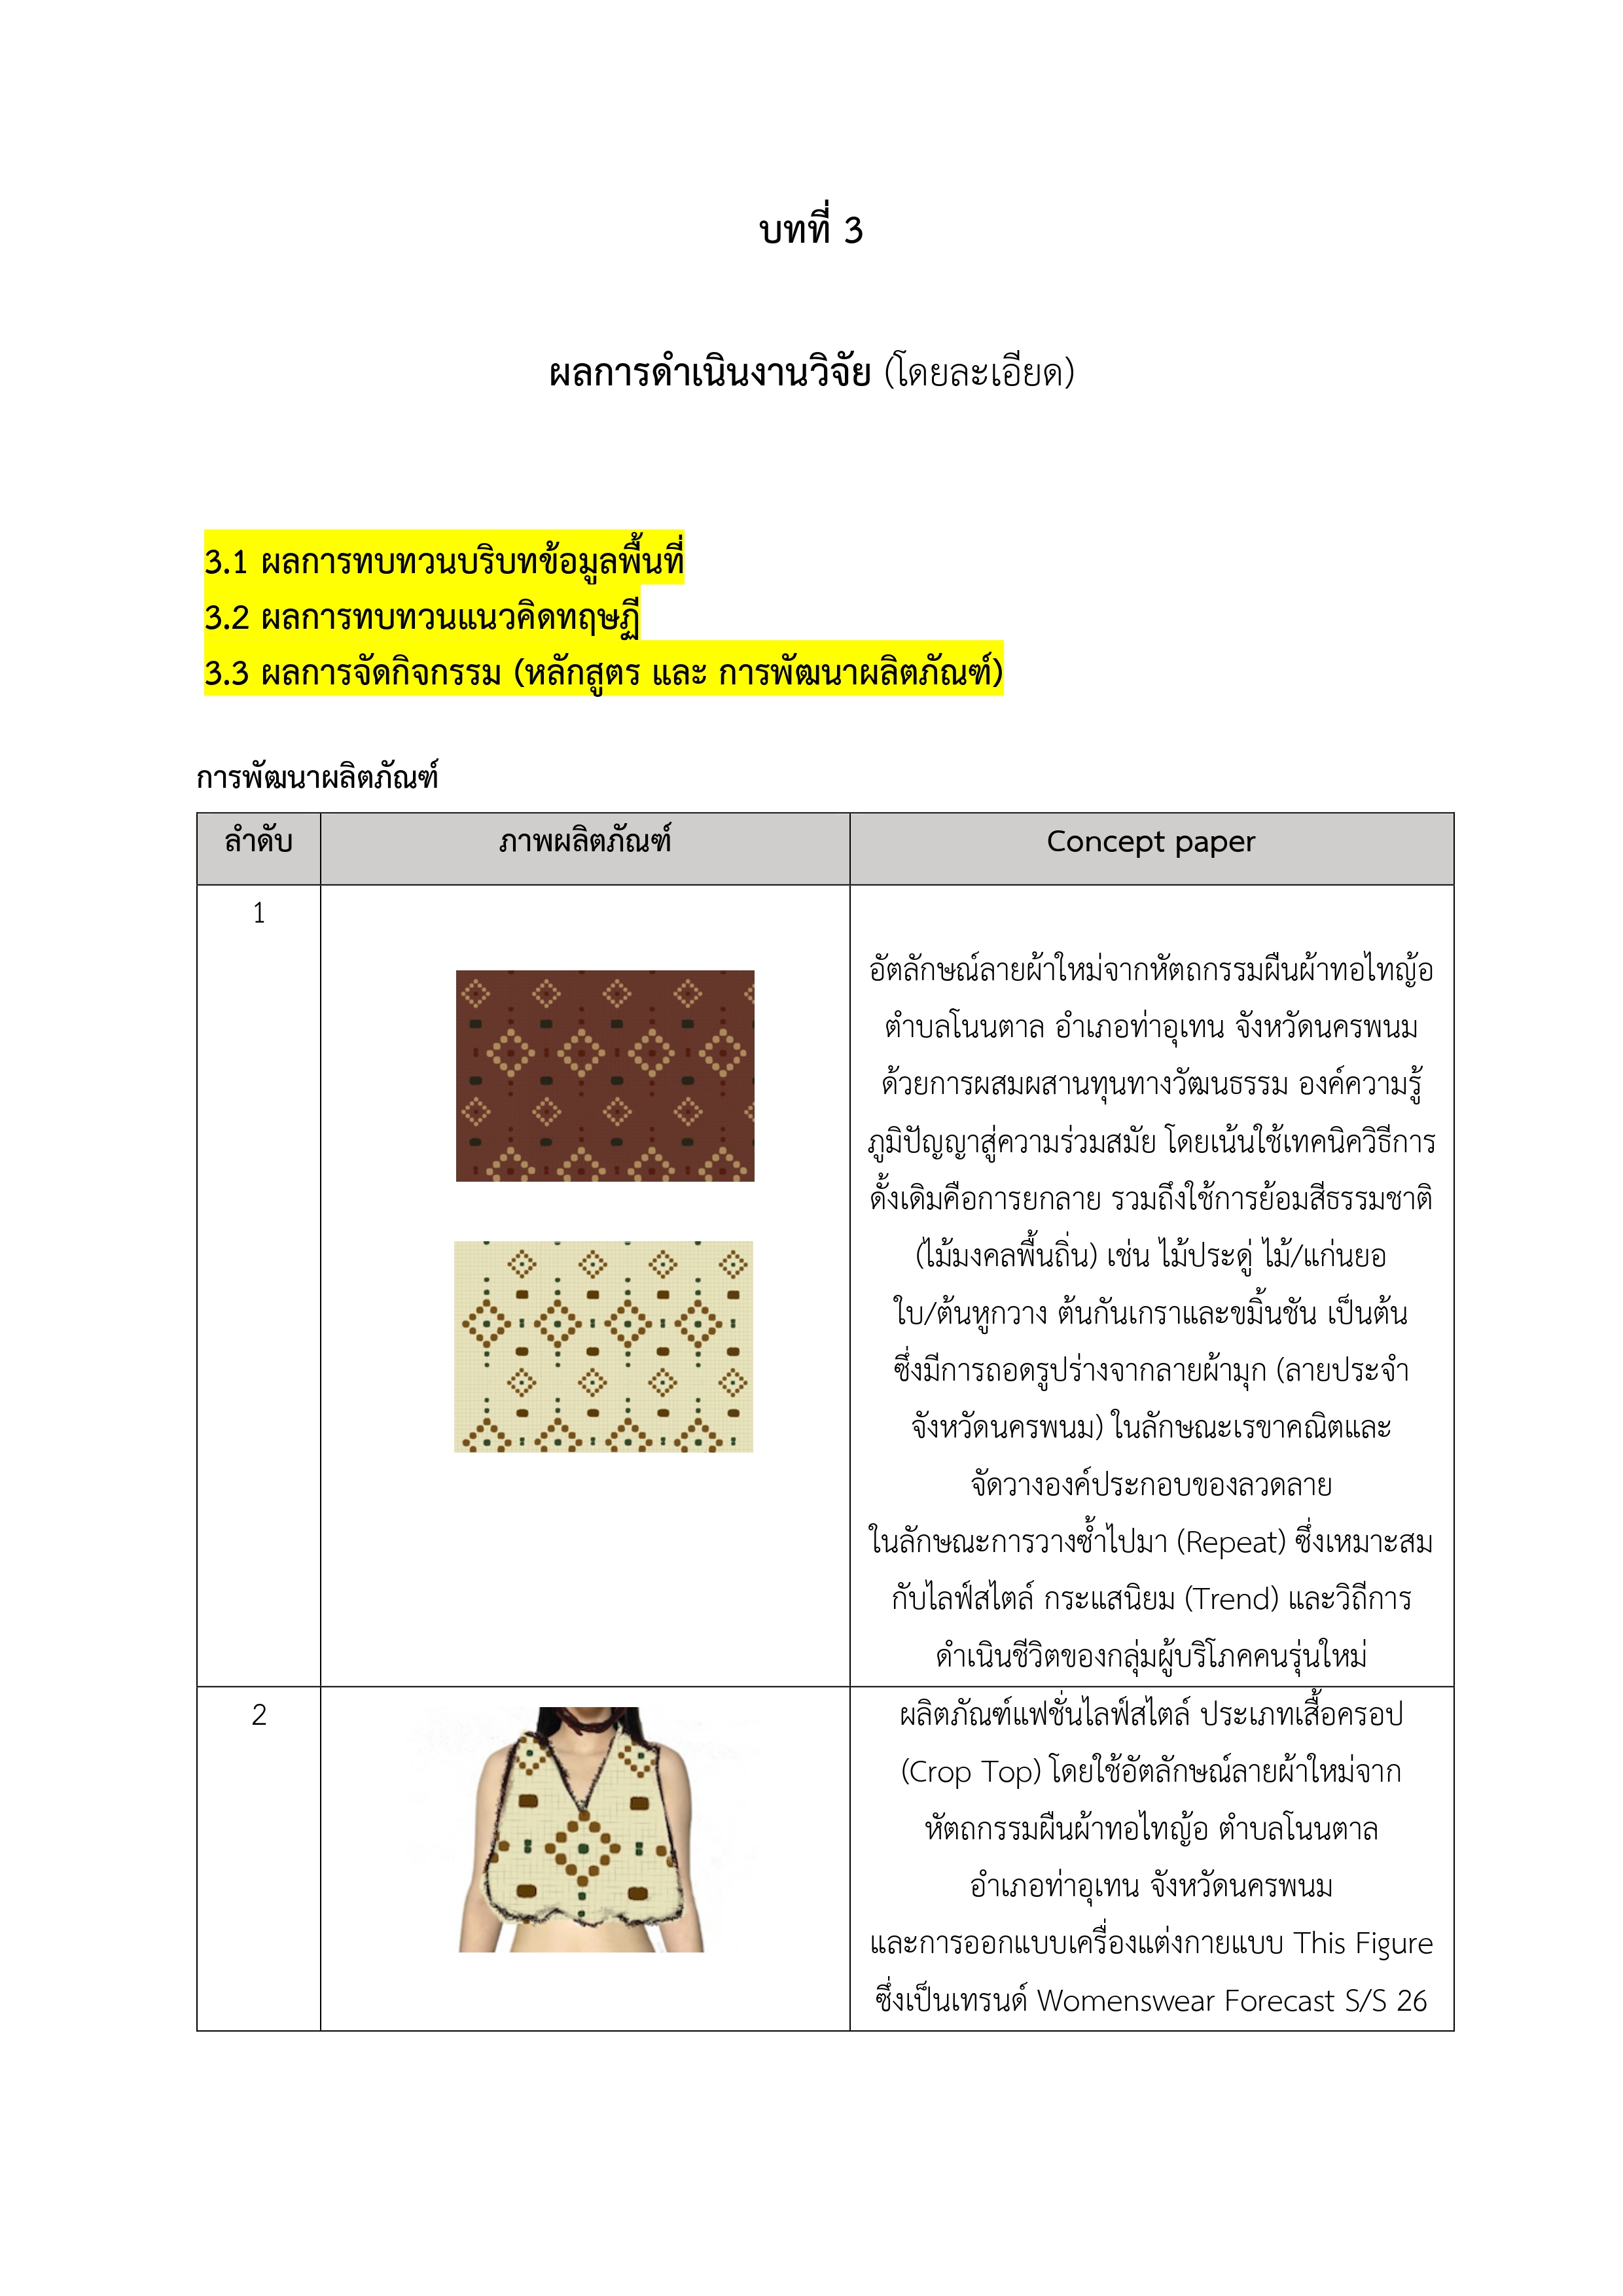 บทที่ 3
ผลการดำเนินงานวิจัย (โดยละเอียด)
3.1 ผลการทบทวนบริบทข้อมูลพื้นที่
3.2 ผลการทบทวนแนวคิดทฤษฎี
3.3 ผลการจัดกิจกรรม (หลักสูตร และ การพัฒนาผลิตภัณฑ์)
การพัฒนาผลิตภัณฑ์
ลำดับ ภาพผลิตภัณฑ์ Concept paper
1
อัตลักษณ์ลายผ้าใหม่จากหัตถกรรมผืนผ้าทอไทญ้อ
ตำบลโนนตาล อำเภอท่าอุเทน จังหวัดนครพนม
ด้วยการผสมผสานทุนทางวัฒนธรรม องค์ความรู้
ภูมิปัญญาสู่ความร่วมสมัย โดยเน้นใช้เทคนิควิธีการ
ดั้งเดิมคือการยกลาย รวมถึงใช้การย้อมสีธรรมชาติ
(ไม้มงคลพื้นถิ่น) เช่น ไม้ประดู่ ไม้/แก่นยอ
ใบ/ต้นหูกวาง ต้นกันเกราและขมิ้นชัน เป็นต้น
ซึ่งมีการถอดรูปร่างจากลายผ้ามุก (ลายประจำ
จังหวัดนครพนม) ในลักษณะเรขาคณิตและ
จัดวางองค์ประกอบของลวดลาย
ในลักษณะการวางซ้ำไปมา (Repeat) ซึ่งเหมาะสม
กับไลฟ์สไตล์ กระแสนิยม (Trend) และวิถีการ
ดำเนินชีวิตของกลุ่มผู้บริโภคคนรุ่นใหม่
2
ผลิตภัณฑ์แฟชั่นไลฟ์สไตล์ ประเภทเสื้อครอป
(Crop Top) โดยใช้อัตลักษณ์ลายผ้าใหม่จาก
หัตถกรรมผืนผ้าทอไทญ้อ ตำบลโนนตาล
อำเภอท่าอุเทน จังหวัดนครพนม
และการออกแบบเครื่องแต่งกายแบบ This Figure
ซึ่งเป็นเทรนด์ Womenswear Forecast S/S 26